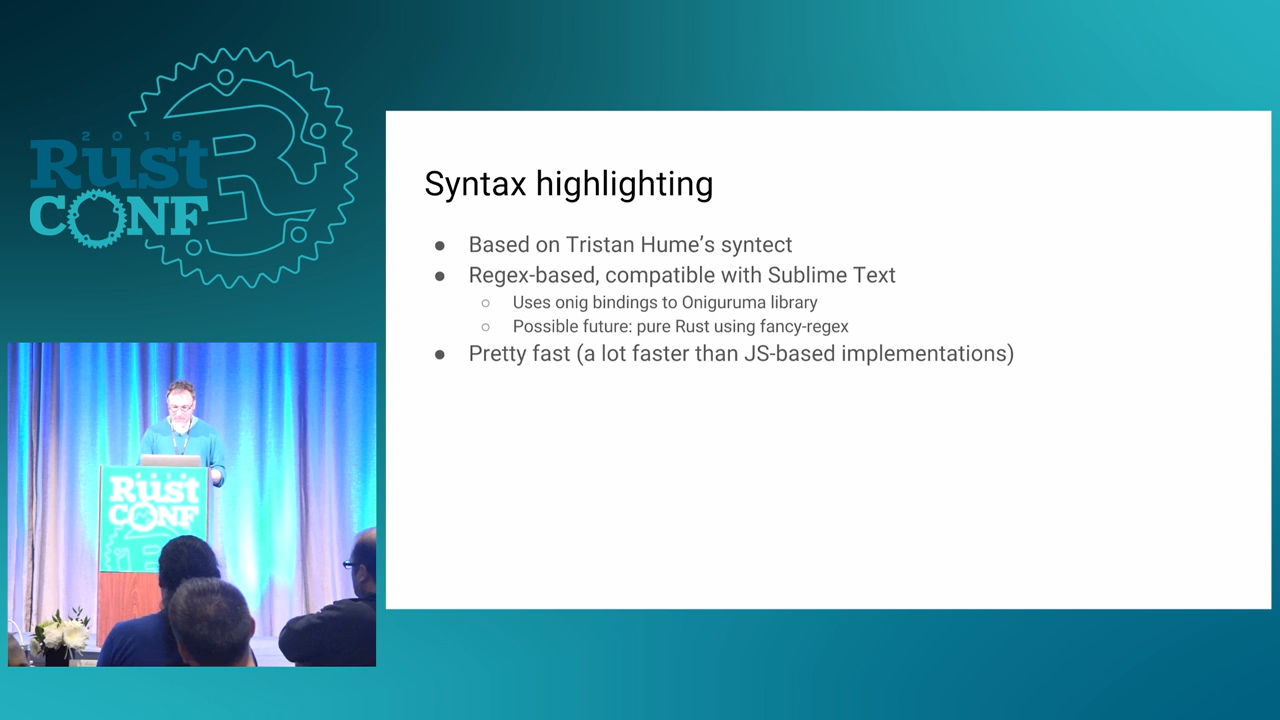 2016
Rust
CONF
Syntax highlighting
● Based on Tristan Hume’s syntect
● Regex-based, compatible with Sublime Text
○ Uses onig bindings to Oniguruma library
○ Possible future: pure Rust using fancy-regex
● Pretty fast (a lot faster than JS-based implementations)
2016
Rust
CONF